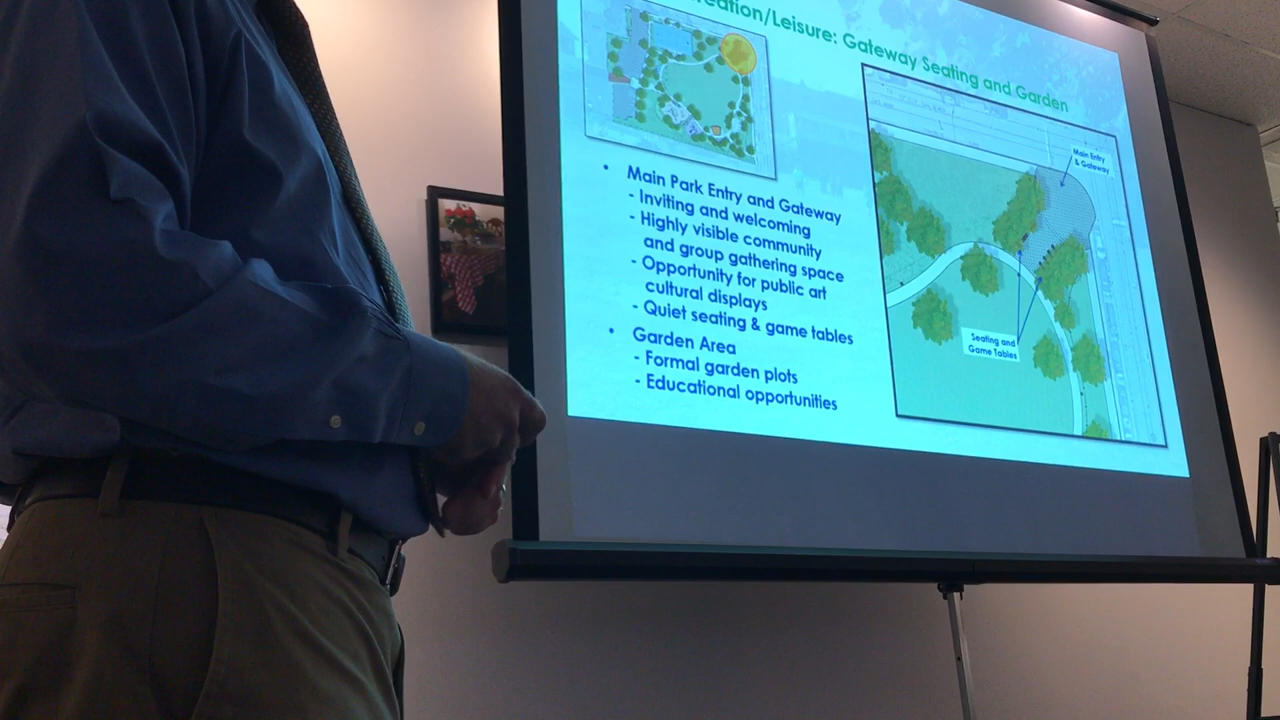 reation/Leisure: Gateway Seating and Garden
• Main Park Entry and Gateway
- Inviting and welcoming
- Highly visible community
and group gathering space
- Opportunity for public art
cultural displays
- Quiet seating & game tables
• Garden Area
- Formal garden plots
- Educational opportunities
Main Entry
& Gateway
Seating and
Game Tables